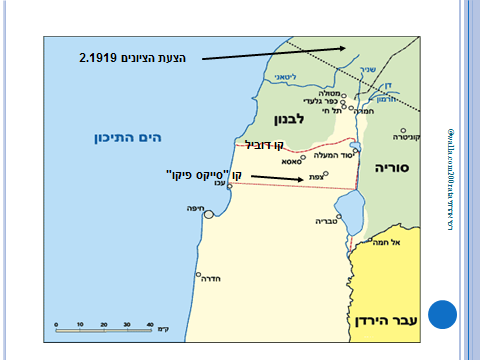 הצעת הציונים 2.1919
שניר
ליטאני
דן
חרמון
מטולה
כפר גלעדי
תל חי
חמרה
לבנון
קוניטרה
הים התיכון
קו דוביל
יסוד המעלה
סאסא
סוריה
צפת
קו "סייקס פיקו"
עכו
חיפה
טבריה
אל חמה
חדרה
עבר הירדן
0 10 20 30 40 ק"מ